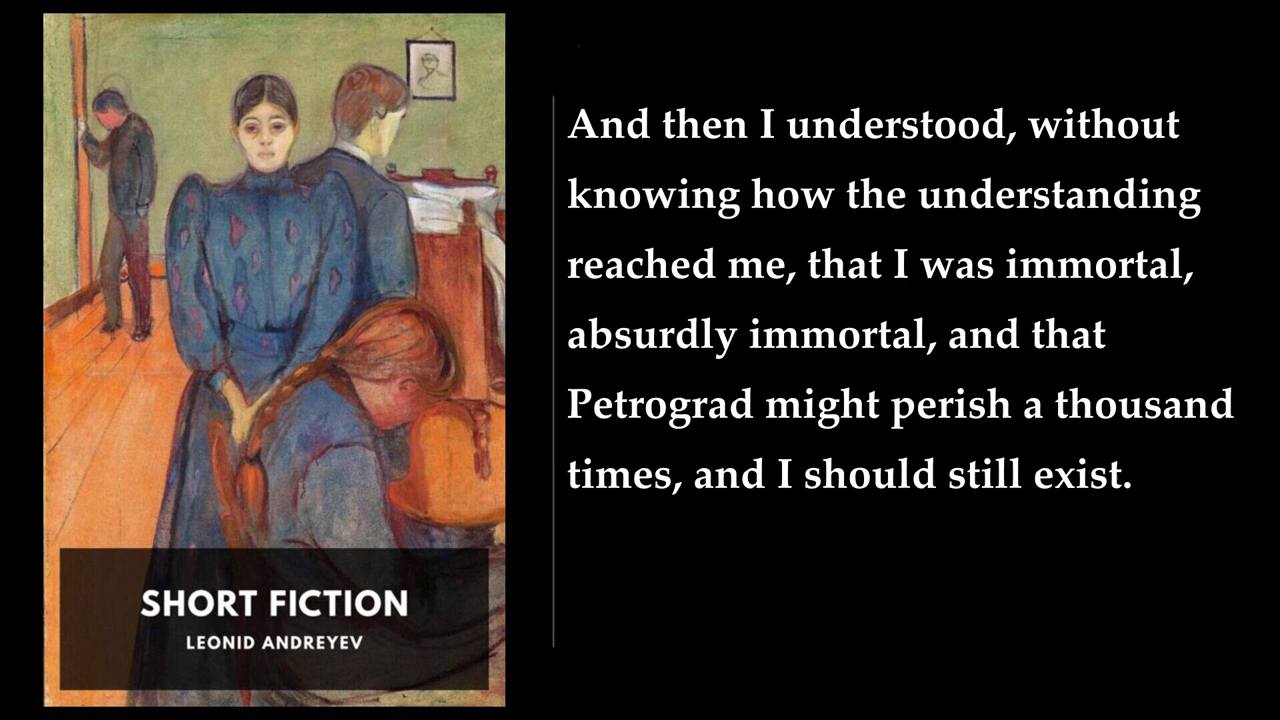 SHORT FICTION
LEONID ANDREYEV
And then I understood, without
knowing how the understanding
reached me, that I was immortal,
absurdly immortal, and that
Petrograd might perish a thousand
times, and I should still exist.